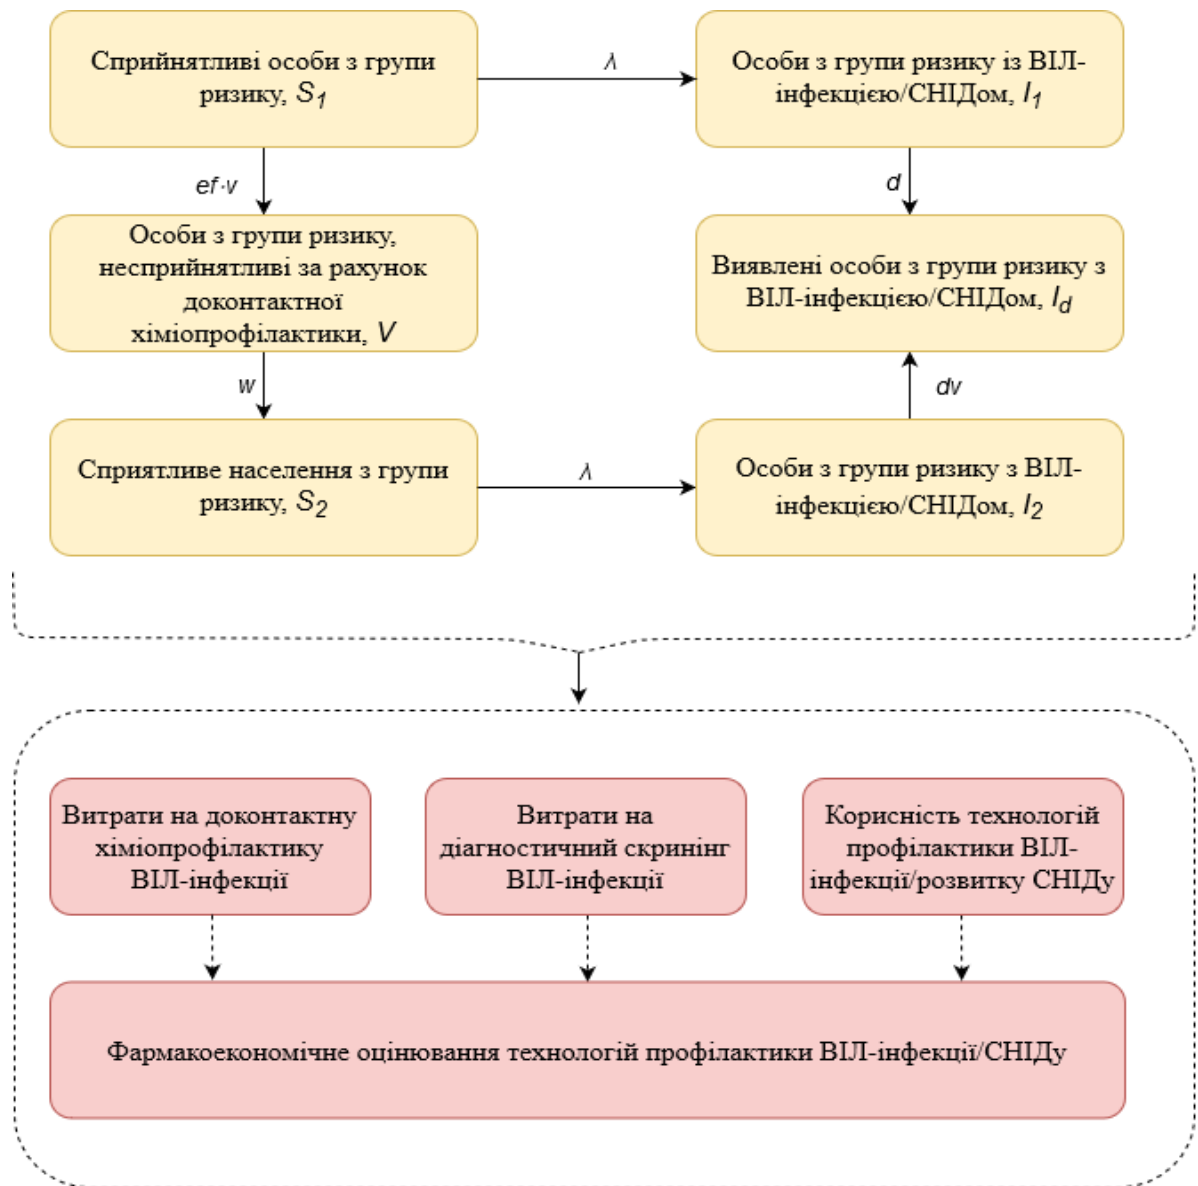 Сприйнятливі особи з групи
ризику, S1
λ
Особи з групи ризику із ВІЛ-
інфекцією/СНІДом, I1
ef·v
d
Особи з групи ризику,
несприйнятливі за рахунок
доконтактної
хіміопрофілактики, V
Виявлені особи з групи ризику з
ВІЛ-інфекцією/СНІДом, Id
w
dv
Сприятливе населення з групи
ризику, S2
λ
Особи з групи ризику з ВІЛ-
інфекцією/СНІДом, I2
Витрати на доконтактну
хіміопрофілактику
ВІЛ-інфекції
Витрати на
діагностичний скринінг
ВІЛ-інфекції
Корисність технологій
профілактики ВІЛ-
інфекції/розвитку СНІДу
Фармакоекономічне оцінювання технологій профілактики ВІЛ-інфекції/СНІДу